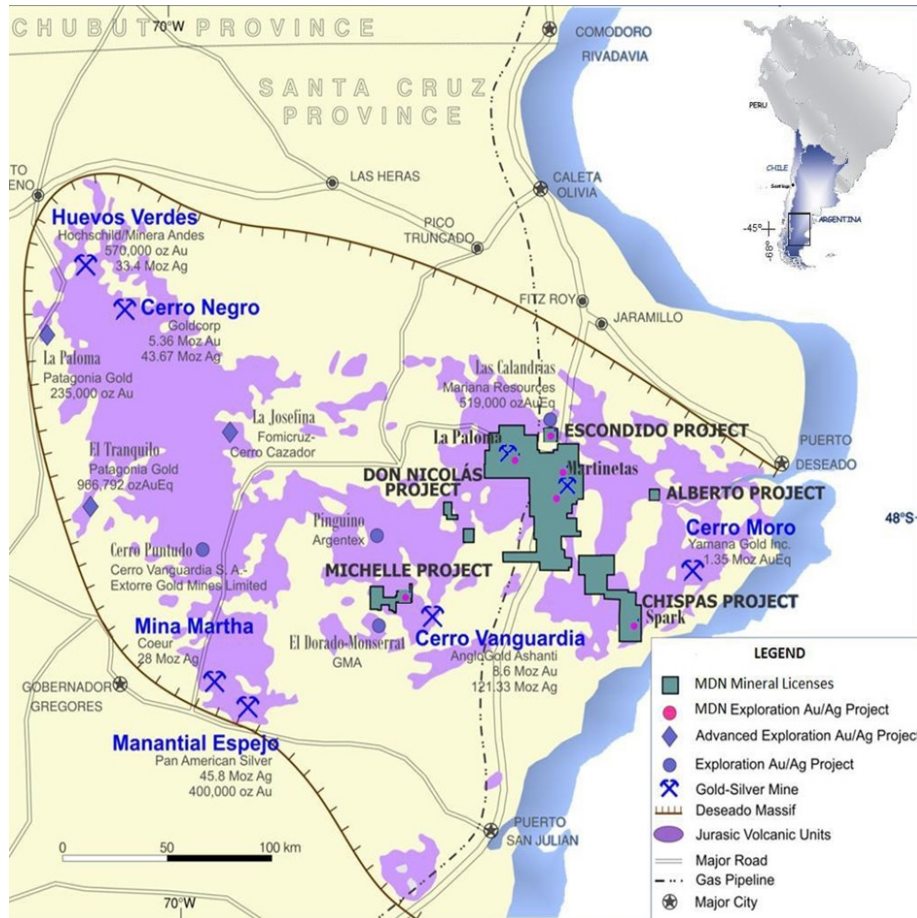 CHUBUT PROVINCE
70°W
COMODORO
RIVADAVIA
SANTA CRUZ
PROVINCE
PERU
CHILE
ARGENTINA
-45°
-68°
TO
ENO
LAS HERAS
CALETA
OLIVIA
PICO
TRUNCADO
Huevos Verdes
Hochschild/Minera Andes
570,000 oz Au
33.4 Moz Ag
Cerro Negro
Goldcorp
5.36 Moz Au
43.67 Moz Ag
FITZ ROY
JARAMILLO
La Paloma
Patagonia Gold
235,000 oz Au
Las Calandrias
Mariana Resources
519,000 ozAuEq
La Josefina
Fomicruz-
Cerro Cazador
La Paloma
ESCONDIDO PROJECT
El Tranquilo
Patagonia Gold
966,792 ozAuEq
DON NICOLÁS
PROJECT
Martinetas
PUERTO
DESEADO
ALBERTO PROJECT
48°S
Pinguino
Argentex
Cerro Moro
Yamana Gold Inc.
1.35 Moz AuEq
Cerro Puntudo
Cerro Vanguardia S. A.-
Extorre Gold Mines Limited
MICHELLE PROJECT
CHISPAS PROJECT
Spark
Mina Martha
Coeur
28 Moz Ag
El Dorado-Monserrat
GMA
Cerro Vanguardia
AngloGold Ashanti
8.6 Moz Au
121.33 Moz Ag
GOBERNADOR
GREGORES
Manantial Espejo
Pan American Silver
45.8 Moz Ag
400,000 oz Au
PUERTO
SAN JULIAN
0 50 100 km
70°W
LEGEND
MDN Mineral Licenses
MDN Exploration Au/Ag Project
Advanced Exploration Au/Ag Project
Exploration Au/Ag Project
Gold-Silver Mine
Deseado Massif
Jurasic Volcanic Units
Major Road
Gas Pipeline
Major City